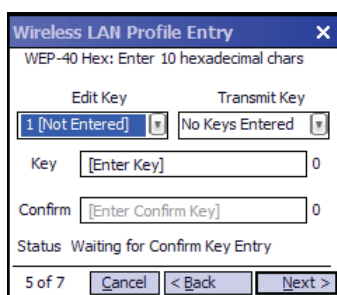 Wireless LAN Profile Entry X
WEP-40 Hex: Enter 10 hexadecimal chars
Edit Key Transmit Key
1 [Not Entered] No Keys Entered
Key [Enter Key] 0
Confirm [Enter Confirm Key] 0
Status Waiting for Confirm Key Entry
5 of 7 Cancel < Back Next >